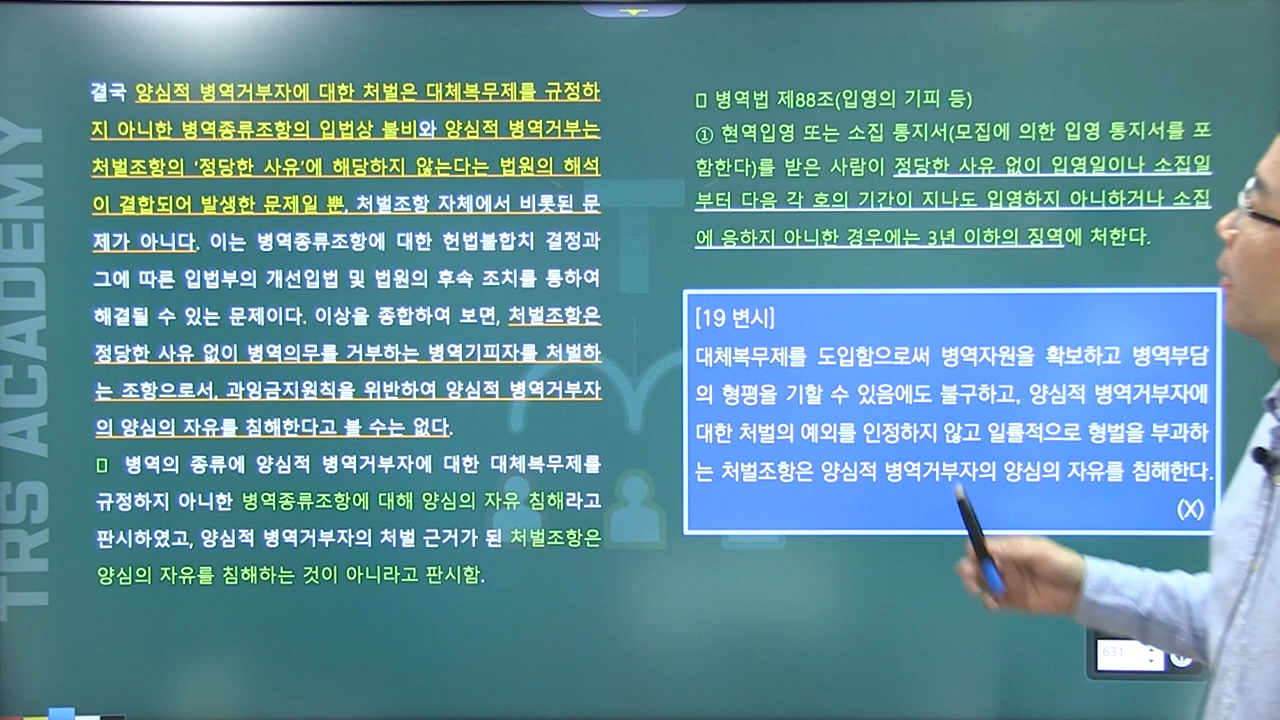 결국 양심적 병역거부자에 대한 처벌은 대체복무제를 규정하
지 아니한 병역종류조항의 입법상 불비와 양심적 병역거부는
처벌조항의 '정당한 사유'에 해당하지 않는다는 법원의 해석
이 결합되어 발생한 문제일 뿐, 처벌조항 자체에서 비롯된 문
제가 아니다. 이는 병역종류조항에 대한 헌법불합치 결정과
그에 따른 입법부의 개선입법 및 법원의 후속 조치를 통하여
해결될 수 있는 문제이다. 이상을 종합하여 보면, 처벌조항은
정당한 사유 없이 병역의무를 거부하는 병역기피자를 처벌하
는 조항으로서, 과잉금지원칙을 위반하여 양심적 병역거부자
의 양심의 자유를 침해한다고 볼 수는 없다.
병역의 종류에 양심적 병역거부자에 대한 대체복무제를
규정하지 아니한 병역종류조항에 대해 양심의 자유 침해라고
판시하였고, 양심적 병역거부자의 처벌 근거가 된 처벌조항은
양심의 자유를 침해하는 것이 아니라고 판시함.
병역법 제88조(입영의 기피 등)
① 현역입영 또는 소집 통지서(모집에 의한 입영 통지서를 포
함한다)를 받은 사람이 정당한 사유 없이 입영일이나 소집일
부터 다음 각 호의 기간이 지나도 입영하지 아니하거나 소집
에 응하지 아니한 경우에는 3년 이하의 징역에 처한다.
[19 변시]
대체복무제를 도입함으로써 병역자원을 확보하고 병역부담
의 형평을 기할 수 있음에도 불구하고, 양심적 병역거부자에
대한 처벌의 예외를 인정하지 않고 일률적으로 형벌을 부과하
는 처벌조항은 양심적 병역거부자의 양심의 자유를 침해한다.
(X)
TRS ACADEMY
631